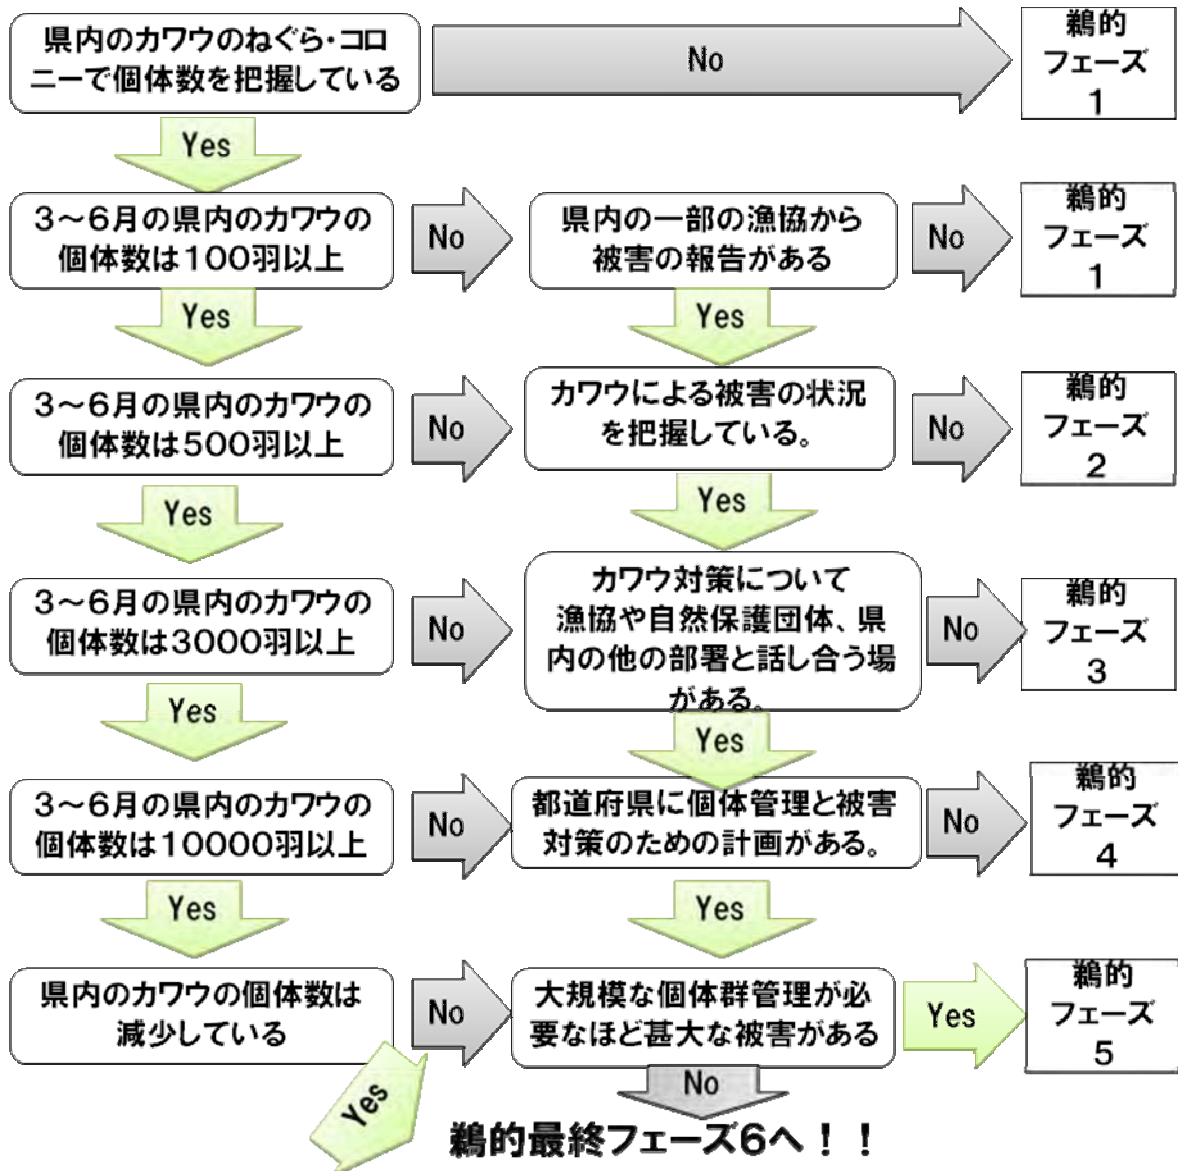 県内のカワウのねぐら・コロ
ニーで個体数を把握している
No
鵜的
フェーズ
1
Yes
3～6月の県内のカワウの
個体数は100羽以上
No
県内の一部の漁協から
被害の報告がある
No
鵜的
フェーズ
1
Yes
Yes
3～6月の県内のカワウの
個体数は500羽以上
No
カワウによる被害の状況
を把握している。
No
鵜的
フェーズ
2
Yes
Yes
3～6月の県内のカワウの
個体数は3000羽以上
No
カワウ対策について
漁協や自然保護団体、県
内の他の部署と話し合う場
がある。
No
鵜的
フェーズ
3
Yes
Yes
3～6月の県内のカワウの
個体数は10000羽以上
No
都道府県に個体管理と被害
対策のための計画がある。
No
鵜的
フェーズ
4
Yes
Yes
県内のカワウの個体数は
減少している
No
大規模な個体群管理が必
要なほど甚大な被害がある
Yes
鵜的
フェーズ
5
Yes
No
鵜的最終フェーズ6へ！！